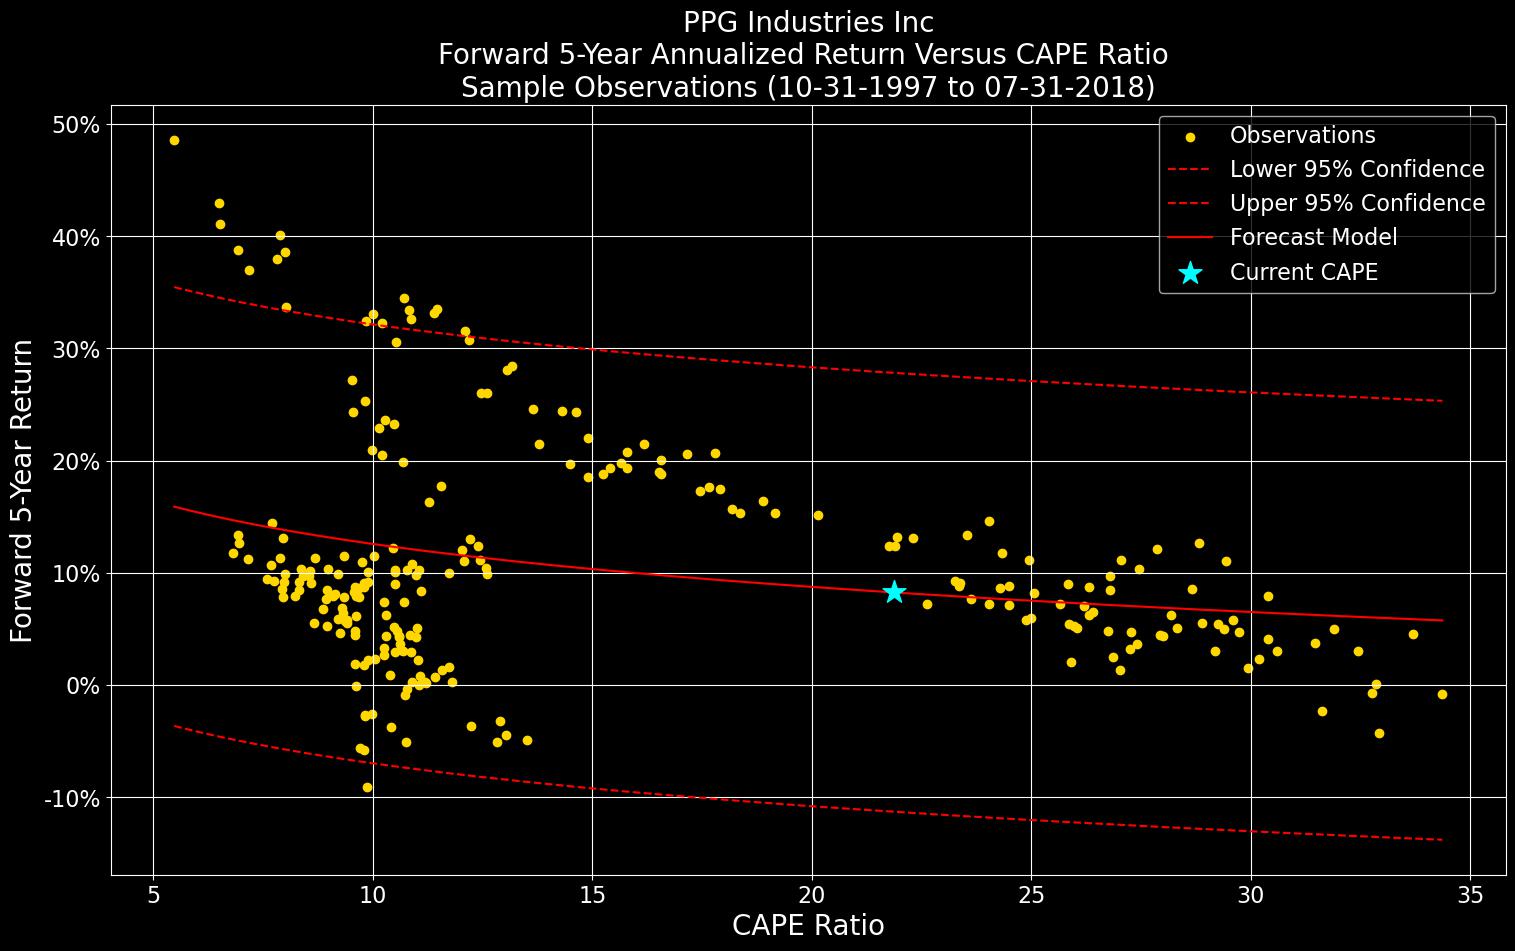 PPG Industries Inc
Forward 5-Year Annualized Return Versus CAPE Ratio
Sample Observations (10-31-1997 to 07-31-2018)
Observations
Lower 95% Confidence
Upper 95% Confidence
Forecast Model
Current CAPE
Forward 5-Year Return
50%
40%
30%
20%
10%
0%
-10%
5 10 15 20 25 30 35
CAPE Ratio